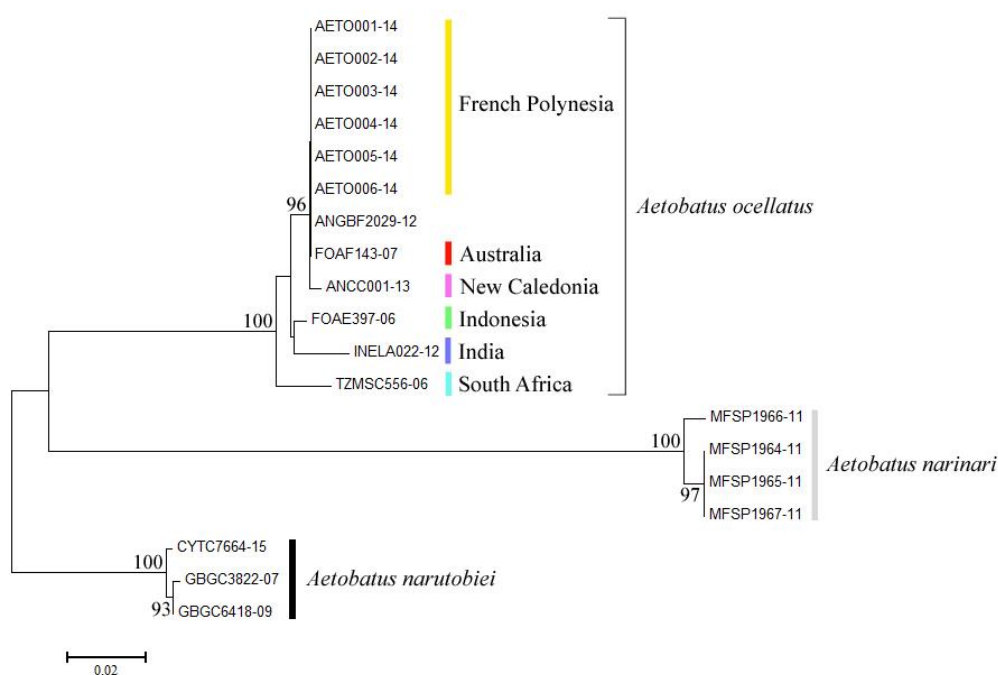 AETO001-14
AETO002-14
AETO003-14
AETO004-14
AETO005-14
AETO006-14
ANGBF2029-12
FOAF143-07
ANCC001-13
FOAE397-06
INELA022-12
TZMSC556-06
French Polynesia
Australia
New Caledonia
Indonesia
India
South Africa
Aetobatus ocellatus
96
100
MFSP1966-11
MFSP1964-11
MFSP1965-11
MFSP1967-11
Aetobatus narinari
100
97
CYTC7664-15
GBGC3822-07
GBGC6418-09
Aetobatus narutobiei
100
93
0.02